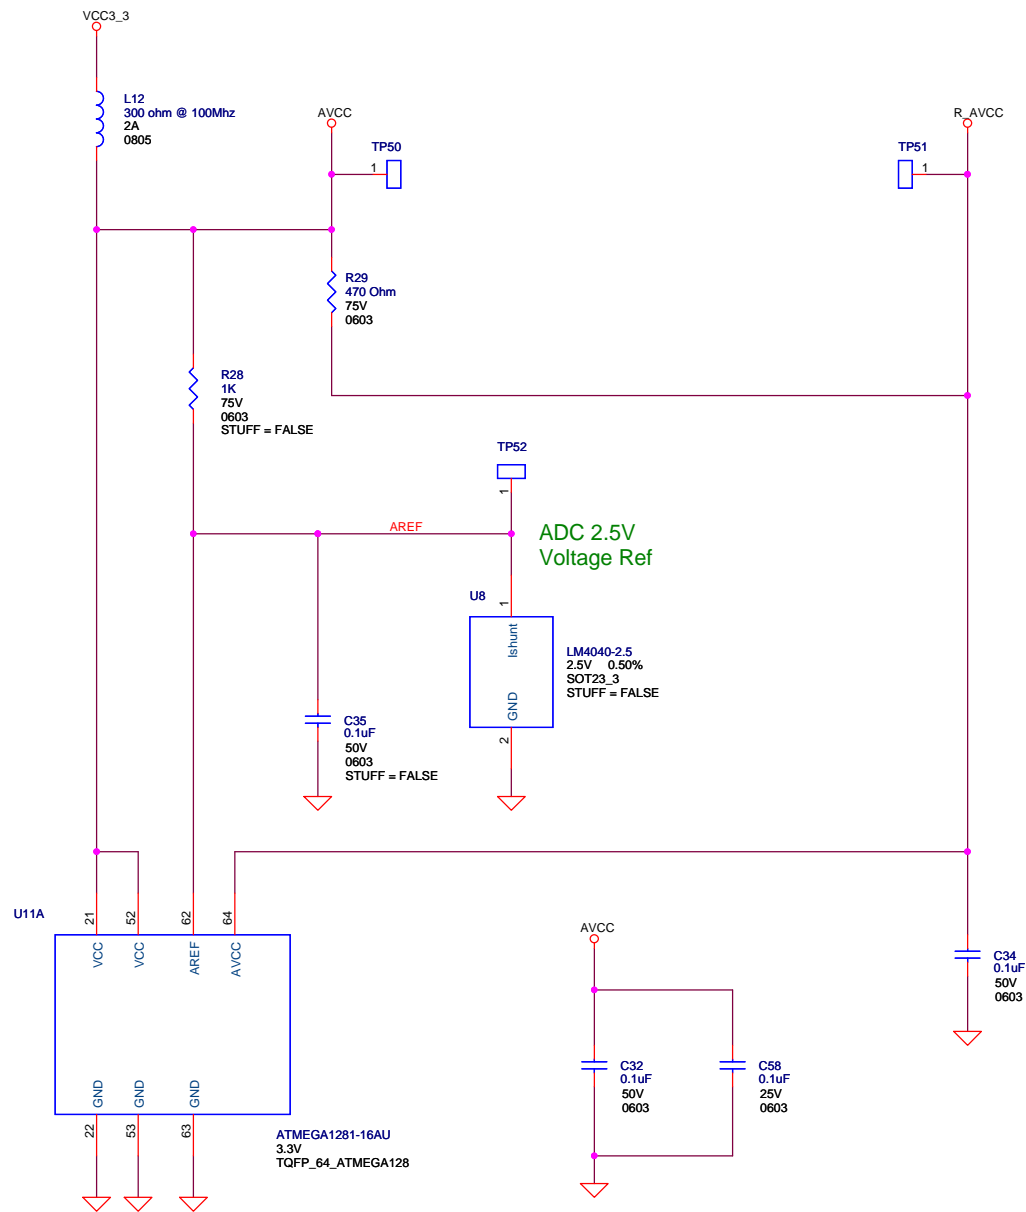 VCC3_3
L12
300 ohm @ 100Mhz
2A
0805
AVCC
R_AVCC
TP50
1
TP51
1
R29
470 Ohm
75V
0603
R28
1K
75V
0603
STUFF = FALSE
TP52
1
AREF
ADC 2.5V
Voltage Ref
U8
1
Ishunt
GND
2
LM4040-2.5
2.5V 0.50%
SOT23_3
STUFF = FALSE
C35
0.1uF
50V
0603
STUFF = FALSE
U11A
21
52
62
64
VCC
VCC
AREF
AVCC
GND
GND
GND
22
53
63
ATMEGA1281-16AU
3.3V
TQFP_64_ATMEGA128
AVCC
C32
0.1uF
50V
0603
C58
0.1uF
25V
0603
C34
0.1uF
50V
0603